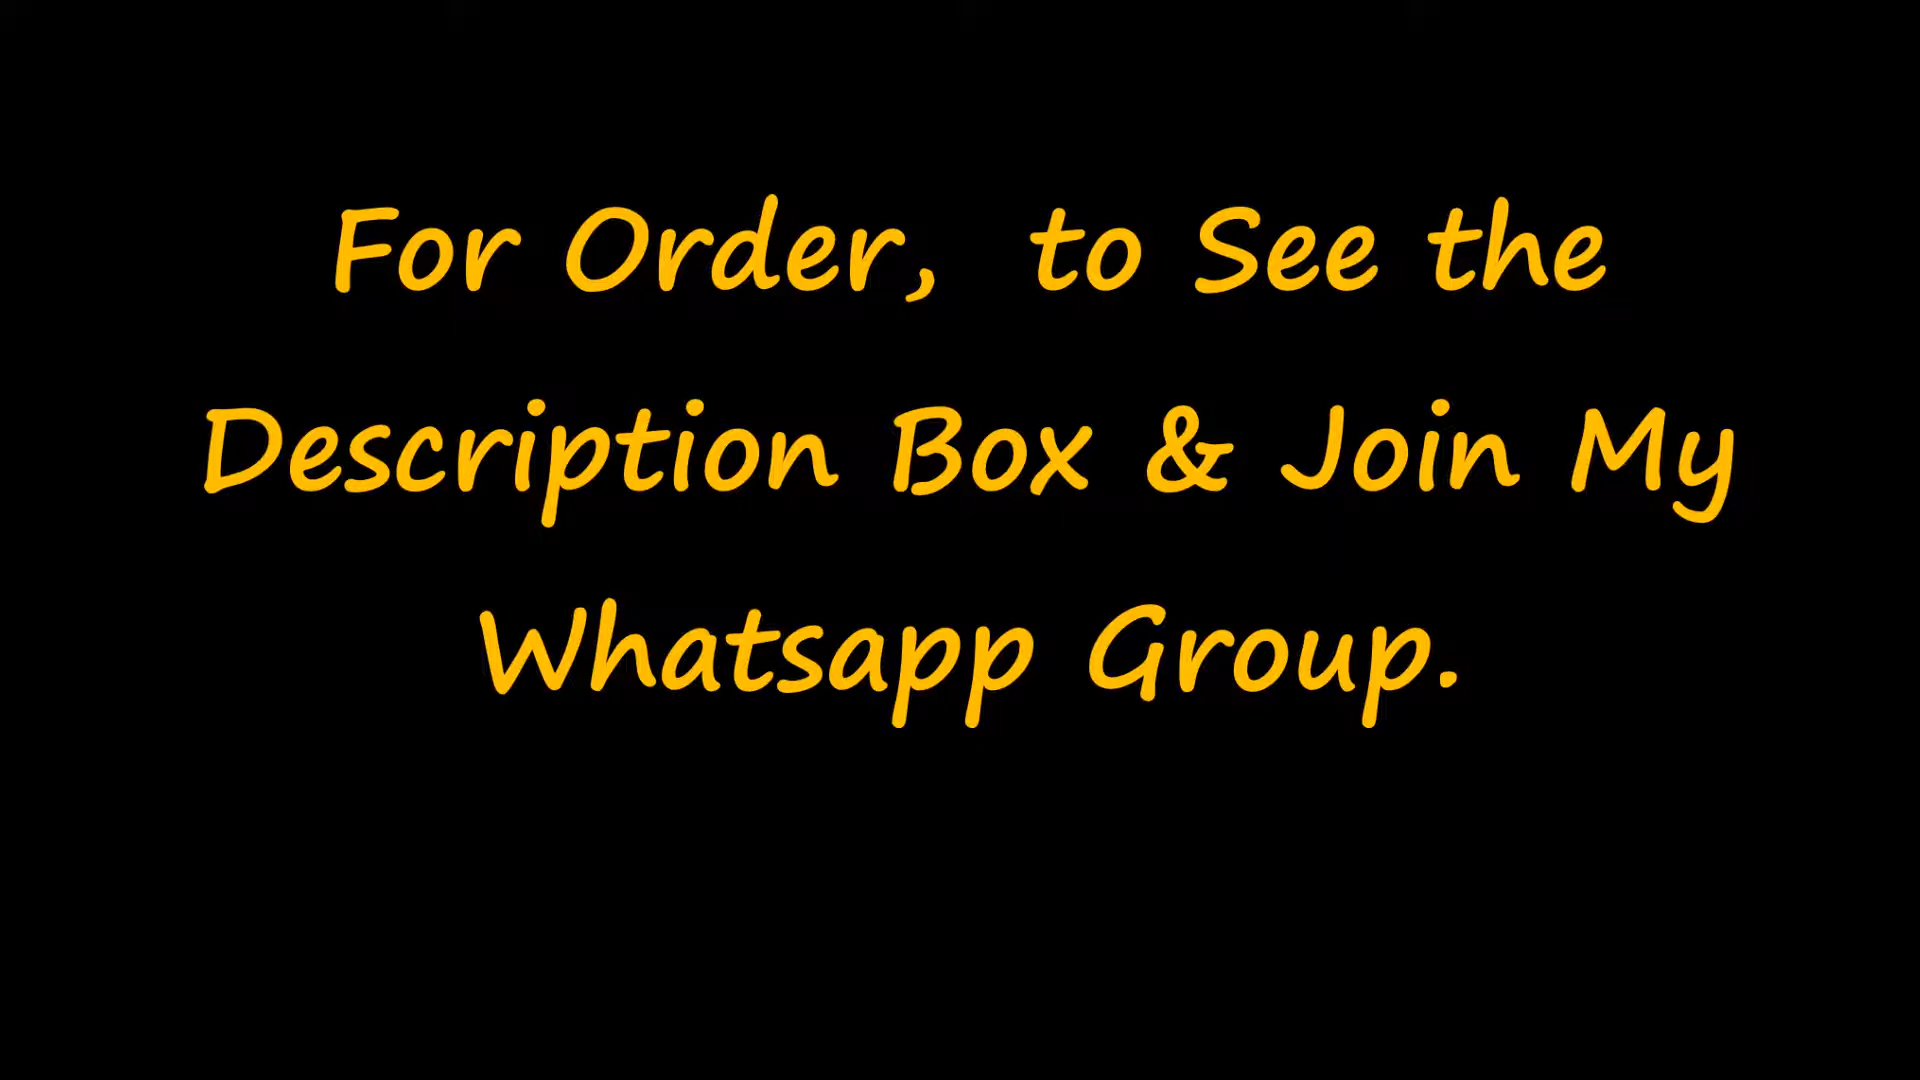 For Order, to See the
Description Box & Join My
Whatsapp Group.